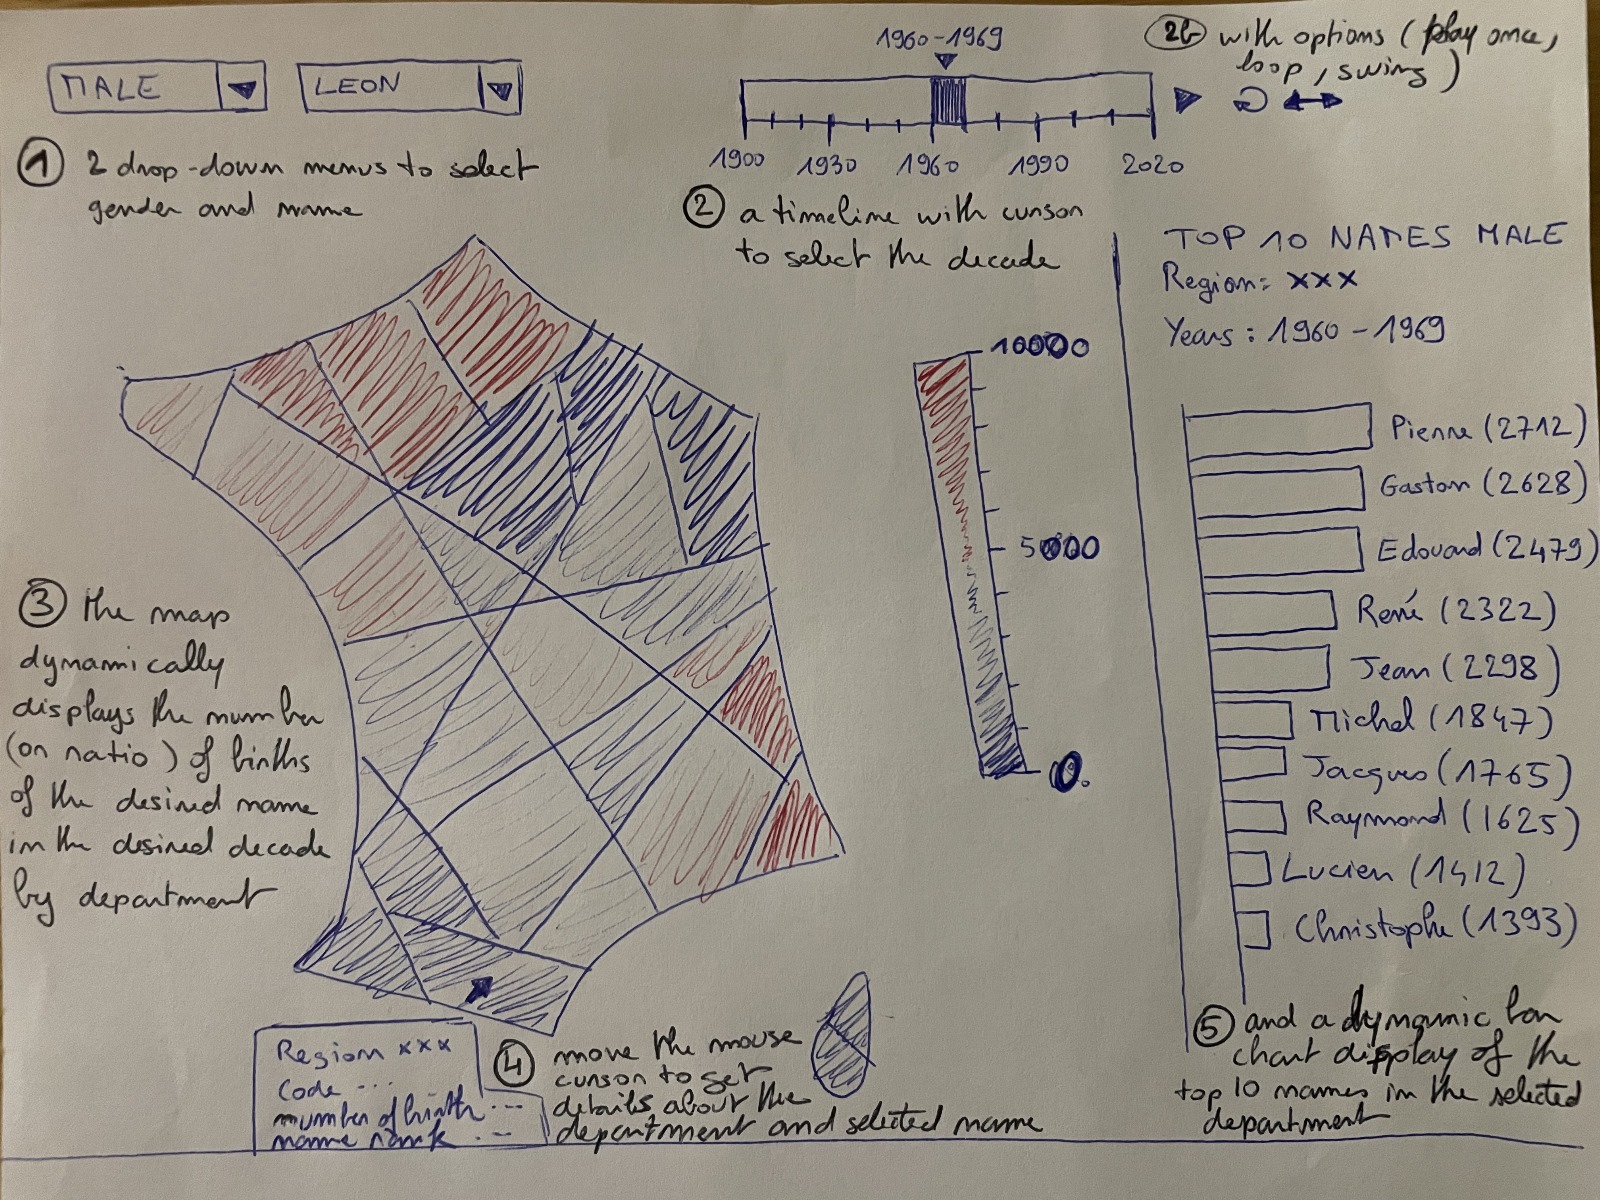 MALE
LEON
1 2 drop-down menus to select
gender and name
1960-1969
1900 1930 1960 1990 2020
2b with options (play once,
loop, swing)
2 a timeline with cursor
to select the decade
TOP 10 NAMES MALE
Region: xxx
Years: 1960-1969
10000
5000
0.
Pierre (2712)
Gaston (2628)
Edouard (2479)
René (2322)
Jean (2298)
Michel (1847)
Jacques (1765)
Raymond (1625)
Lucien (1412)
Christophe (1393)
3 the map
dynamically
displays the number
(or ratio) of births
of the desired name
in the desired decade
by department
Region xxx
Code ...
number of birth ---
name rank . --
4 move the mouse
cursor to get
details about the
department and selected name
5 and a dynamic bar
chart display of the
top 10 names in the selected
department